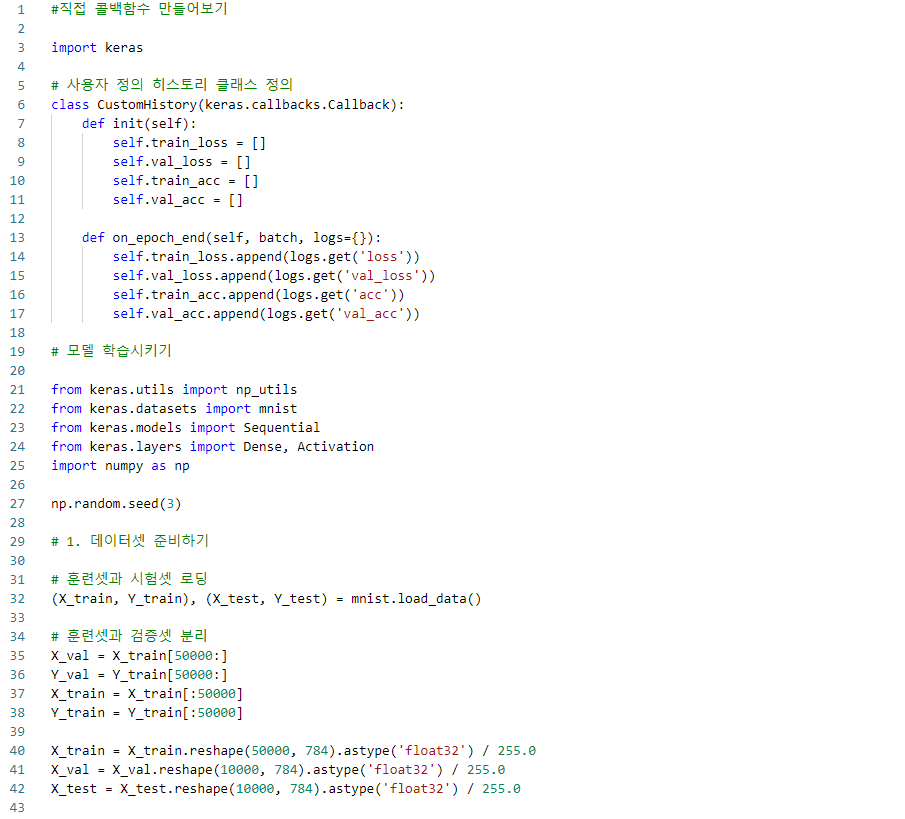 1 #직접 콜백함수 만들어보기
2
3 import keras
4
5 # 사용자 정의 히스토리 클래스 정의
6 class CustomHistory(keras.callbacks.Callback):
7     def init(self):
8         self.train_loss = []
9         self.val_loss = []
10         self.train_acc = []
11         self.val_acc = []
12
13     def on_epoch_end(self, batch, logs={}):
14         self.train_loss.append(logs.get('loss'))
15         self.val_loss.append(logs.get('val_loss'))
16         self.train_acc.append(logs.get('acc'))
17         self.val_acc.append(logs.get('val_acc'))
18
19 # 모델 학습시키기
20
21 from keras.utils import np_utils
22 from keras.datasets import mnist
23 from keras.models import Sequential
24 from keras.layers import Dense, Activation
25 import numpy as np
26
27 np.random.seed(3)
28
29 # 1. 데이터셋 준비하기
30
31 # 훈련셋과 시험셋 로딩
32 (X_train, Y_train), (X_test, Y_test) = mnist.load_data()
33
34 # 훈련셋과 검증셋 분리
35 X_val = X_train[50000:]
36 Y_val = Y_train[50000:]
37 X_train = X_train[:50000]
38 Y_train = Y_train[:50000]
39
40 X_train = X_train.reshape(50000, 784).astype('float32') / 255.0
41 X_val = X_val.reshape(10000, 784).astype('float32') / 255.0
42 X_test = X_test.reshape(10000, 784).astype('float32') / 255.0
43